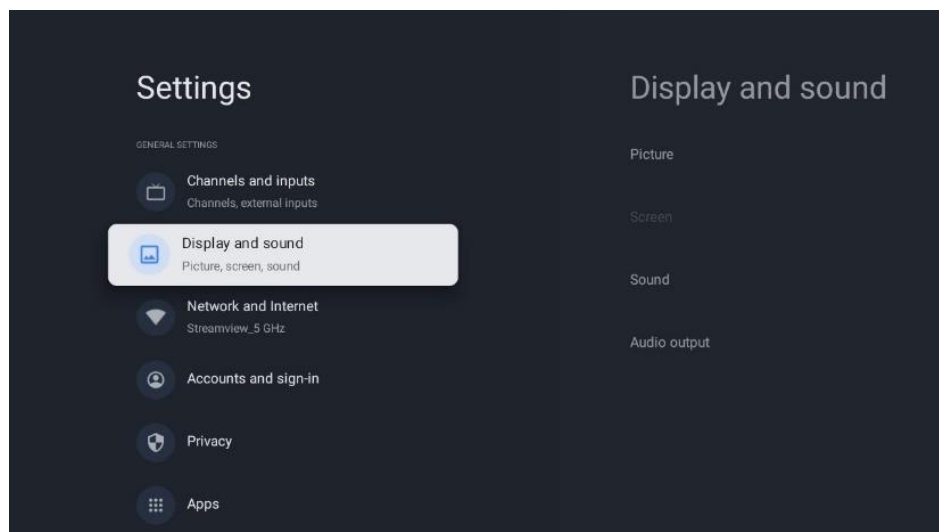 Settings
GENERAL SETTINGS
Channels and inputs
Channels, external inputs
Display and sound
Picture, screen, sound
Network and Internet
Streamview_5 GHz
Accounts and sign-in
Privacy
Apps
Display and sound
Picture
Screen
Sound
Audio output